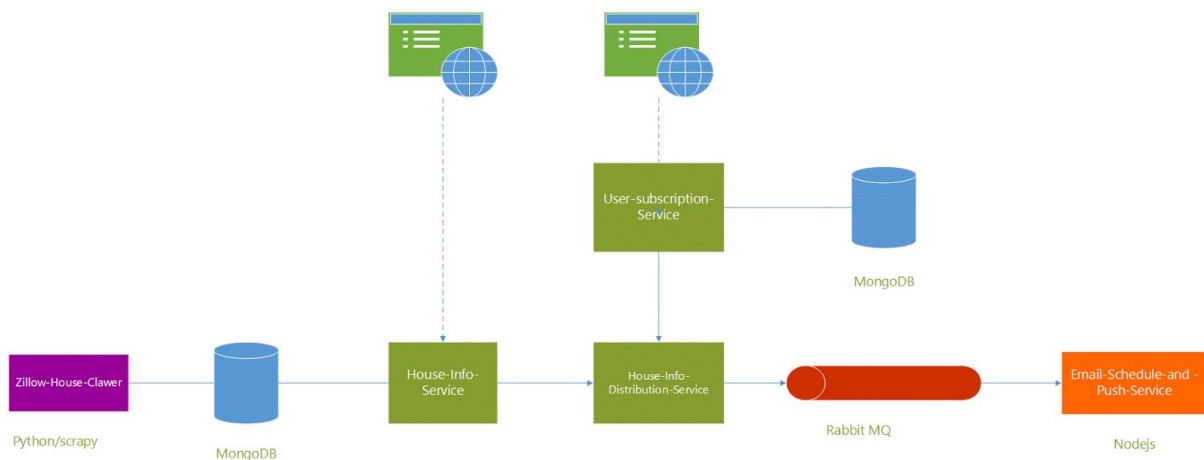 User-subscription-
Service
MongoDB
Zillow-House-Clawer
House-Info-
Service
House-Info-
Distribution-Service
Email-Schedule-and -
Push-Service
Python/scrapy
MongoDB
Rabbit MQ
Nodejs